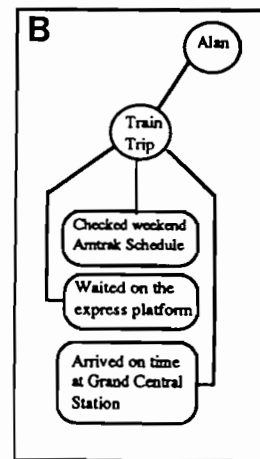 B
Alan
Train
Trip
Checked weekend
Amtrak Schedule
Waited on the
express platform
Arrived on time
at Grand Central
Station